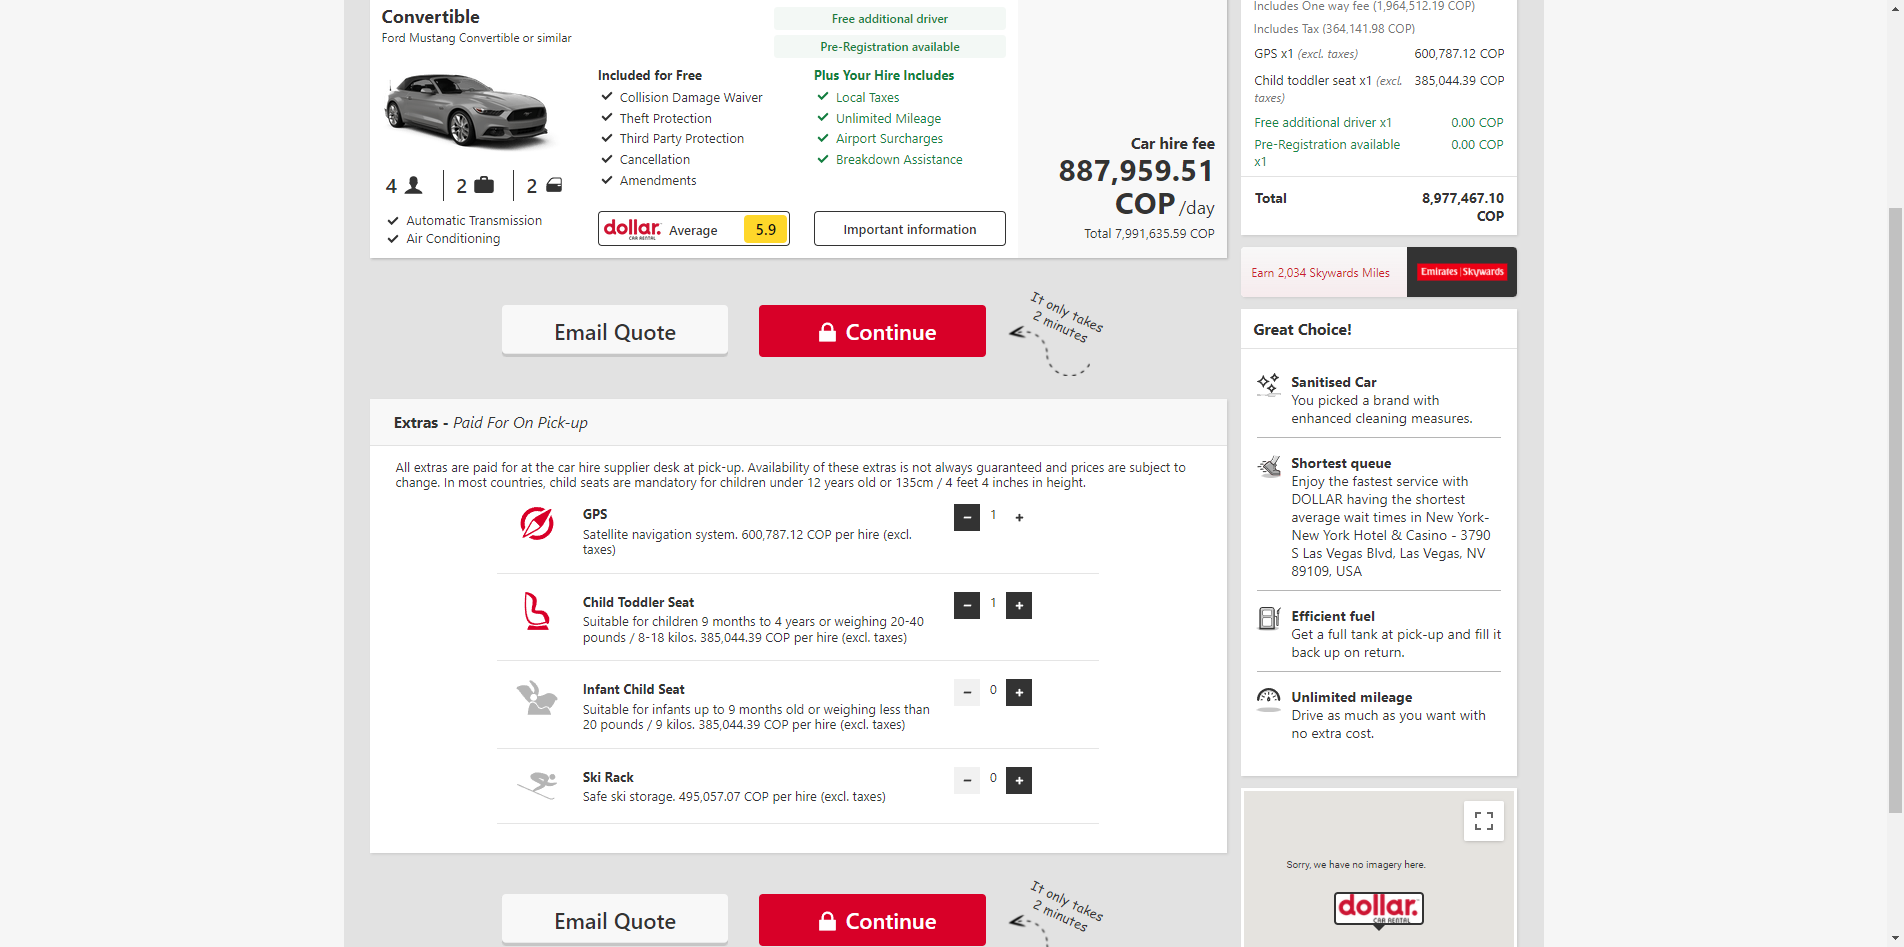 Convertible
Ford Mustang Convertible or similar
4
2
2
Automatic Transmission
Air Conditioning
Included for Free
Collision Damage Waiver
Theft Protection
Third Party Protection
Cancellation
Amendments
dollar.
CAR RENTAL
Average
5.9
Free additional driver
Pre-Registration available
Plus Your Hire Includes
Local Taxes
Unlimited Mileage
Airport Surcharges
Breakdown Assistance
Important information
Car hire fee
887,959.51
COP /day
Total 7,991,635.59 COP
Email Quote
Continue
It only takes
2 minutes
Extras - Paid For On Pick-up
All extras are paid for at the car hire supplier desk at pick-up. Availability of these extras is not always guaranteed and prices are subject to
change. In most countries, child seats are mandatory for children under 12 years old or 135cm / 4 feet 4 inches in height.
GPS
Satellite navigation system. 600,787.12 COP per hire (excl.
taxes)
− 1 +
Child Toddler Seat
Suitable for children 9 months to 4 years or weighing 20-40
pounds / 8-18 kilos. 385,044.39 COP per hire (excl. taxes)
− 1 +
Infant Child Seat
Suitable for infants up to 9 months old or weighing less than
20 pounds / 9 kilos. 385,044.39 COP per hire (excl. taxes)
− 0 +
Ski Rack
Safe ski storage. 495,057.07 COP per hire (excl. taxes)
− 0 +
Email Quote
Continue
It only takes
2 minutes
Includes One way fee (1,964,512.19 COP)
Includes Tax (364,141.98 COP)
GPS x1 (excl. taxes) 600,787.12 COP
Child toddler seat x1 (excl. 385,044.39 COP
taxes)
Free additional driver x1 0.00 COP
Pre-Registration available 0.00 COP
x1
Total 8,977,467.10
COP
Earn 2,034 Skywards Miles
Emirates | Skywards
Great Choice!
Sanitised Car
You picked a brand with
enhanced cleaning measures.
Shortest queue
Enjoy the fastest service with
DOLLAR having the shortest
average wait times in New York-
New York Hotel & Casino - 3790
S Las Vegas Blvd, Las Vegas, NV
89109, USA
Efficient fuel
Get a full tank at pick-up and fill it
back up on return.
Unlimited mileage
Drive as much as you want with
no extra cost.
Sorry, we have no imagery here.
dollar.
CAR RENTAL